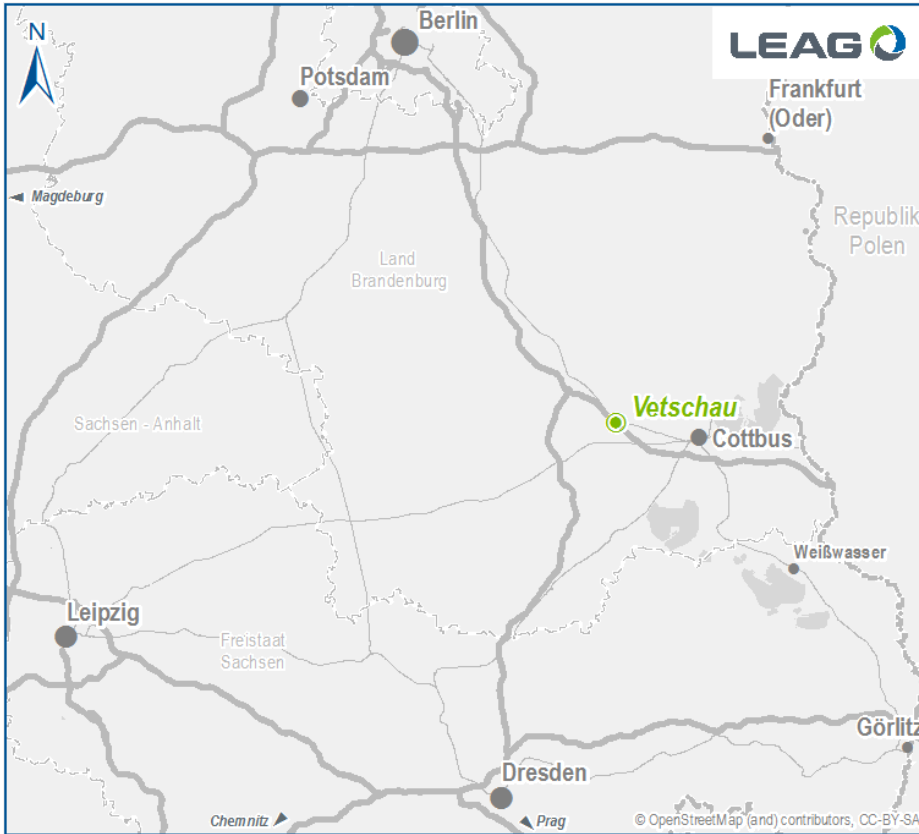 N
Berlin
LEAG
Potsdam
Frankfurt
(Oder)
Magdeburg
Republik
Polen
Land
Brandenburg
Vetschau
Sachsen - Anhalt
Cottbus
Weißwasser
Leipzig
Freistaat
Sachsen
Görlitz
Dresden
Chemnitz
Prag
© OpenStreetMap (and) contributors, CC-BY-SA